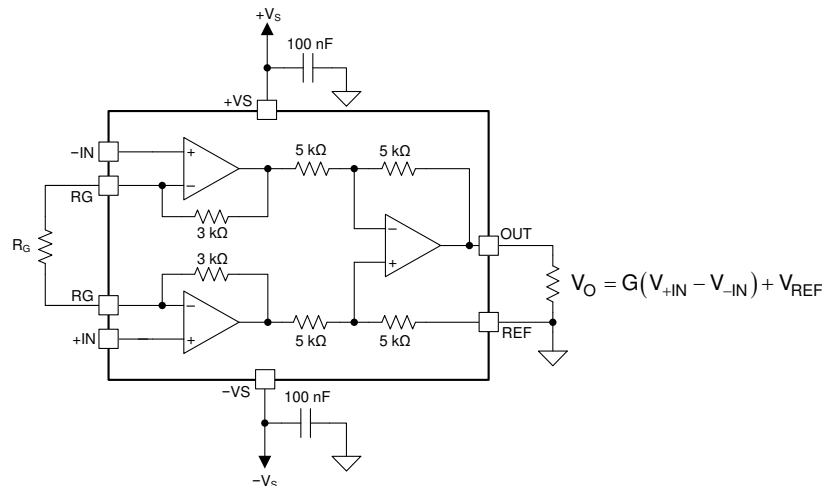 +Vs
100 nF
+VS
−IN
+
−
RG
5 kΩ
5 kΩ
3 kΩ
RG
−
+
OUT
3 kΩ
VO = G(V+IN − V−IN) + VREF
RG
−
+
+IN
5 kΩ
5 kΩ
REF
−VS
100 nF
−Vs